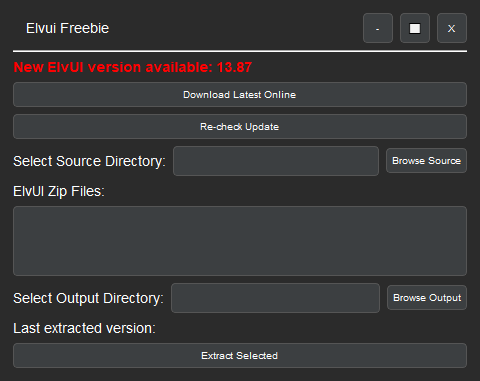 Elvui Freebie - X
New ElvUI version available: 13.87
Download Latest Online
Re-check Update
Select Source Directory: Browse Source
ElvUI Zip Files:
Select Output Directory: Browse Output
Last extracted version:
Extract Selected